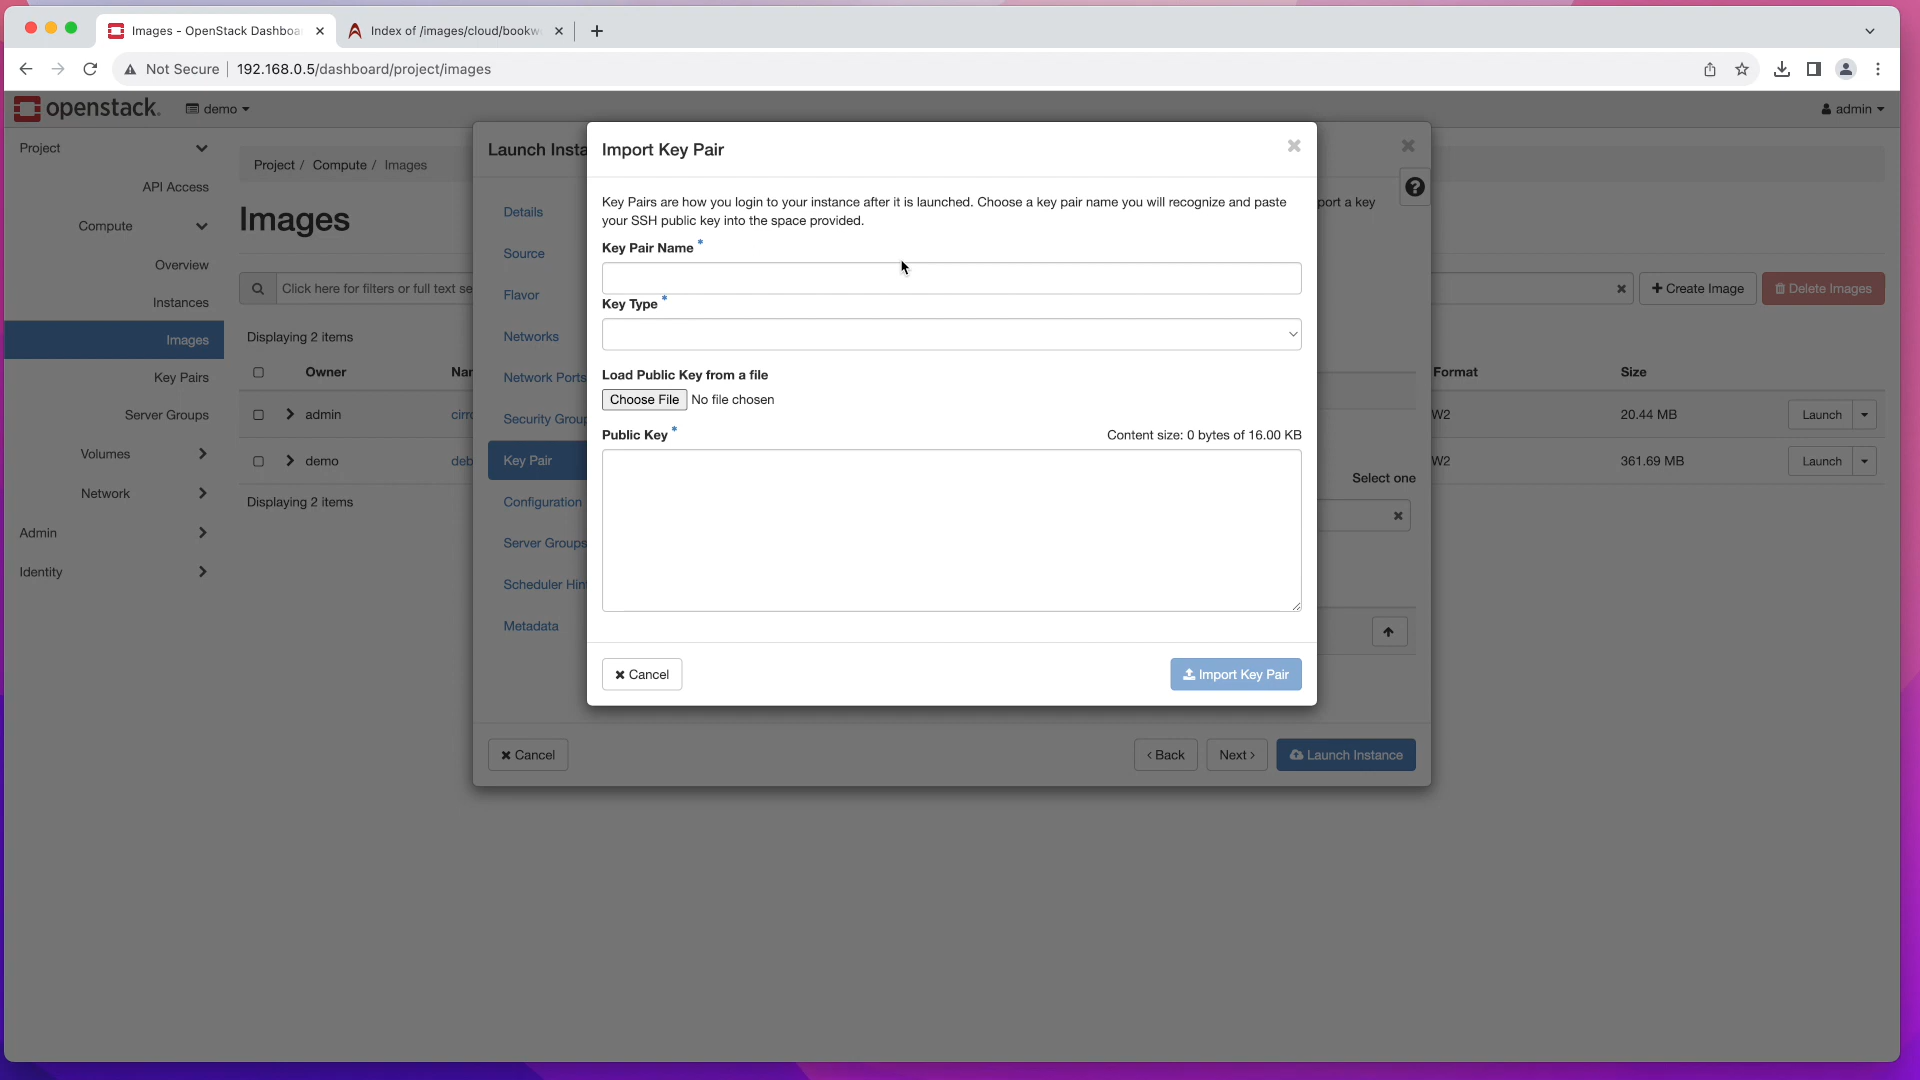 Images - OpenStack Dashboa
Index of /images/cloud/bookw
Not Secure
192.168.0.5/dashboard/project/images
openstack.
demo
admin
Project
API Access
Compute
Overview
Instances
Images
Key Pairs
Server Groups
Volumes
Network
Admin
Identity
Project / Compute / Images
Images
Click here for filters or full text se
Create Image
Delete Images
Displaying 2 items
Owner
Nar
Format
Size
admin
cirro
W2
20.44 MB
Launch
demo
deb
W2
361.69 MB
Launch
Displaying 2 items
Launch Insta
Details
Source
Flavor
Networks
Network Ports
Security Group
Key Pair
Configuration
Server Groups
Scheduler Hin
Metadata
port a key
Select one
Cancel
Back
Next
Launch Instance
Import Key Pair
Key Pairs are how you login to your instance after it is launched. Choose a key pair name you will recognize and paste
your SSH public key into the space provided.
Key Pair Name *
Key Type *
Load Public Key from a file
Choose File No file chosen
Public Key *
Content size: 0 bytes of 16.00 KB
Cancel
Import Key Pair